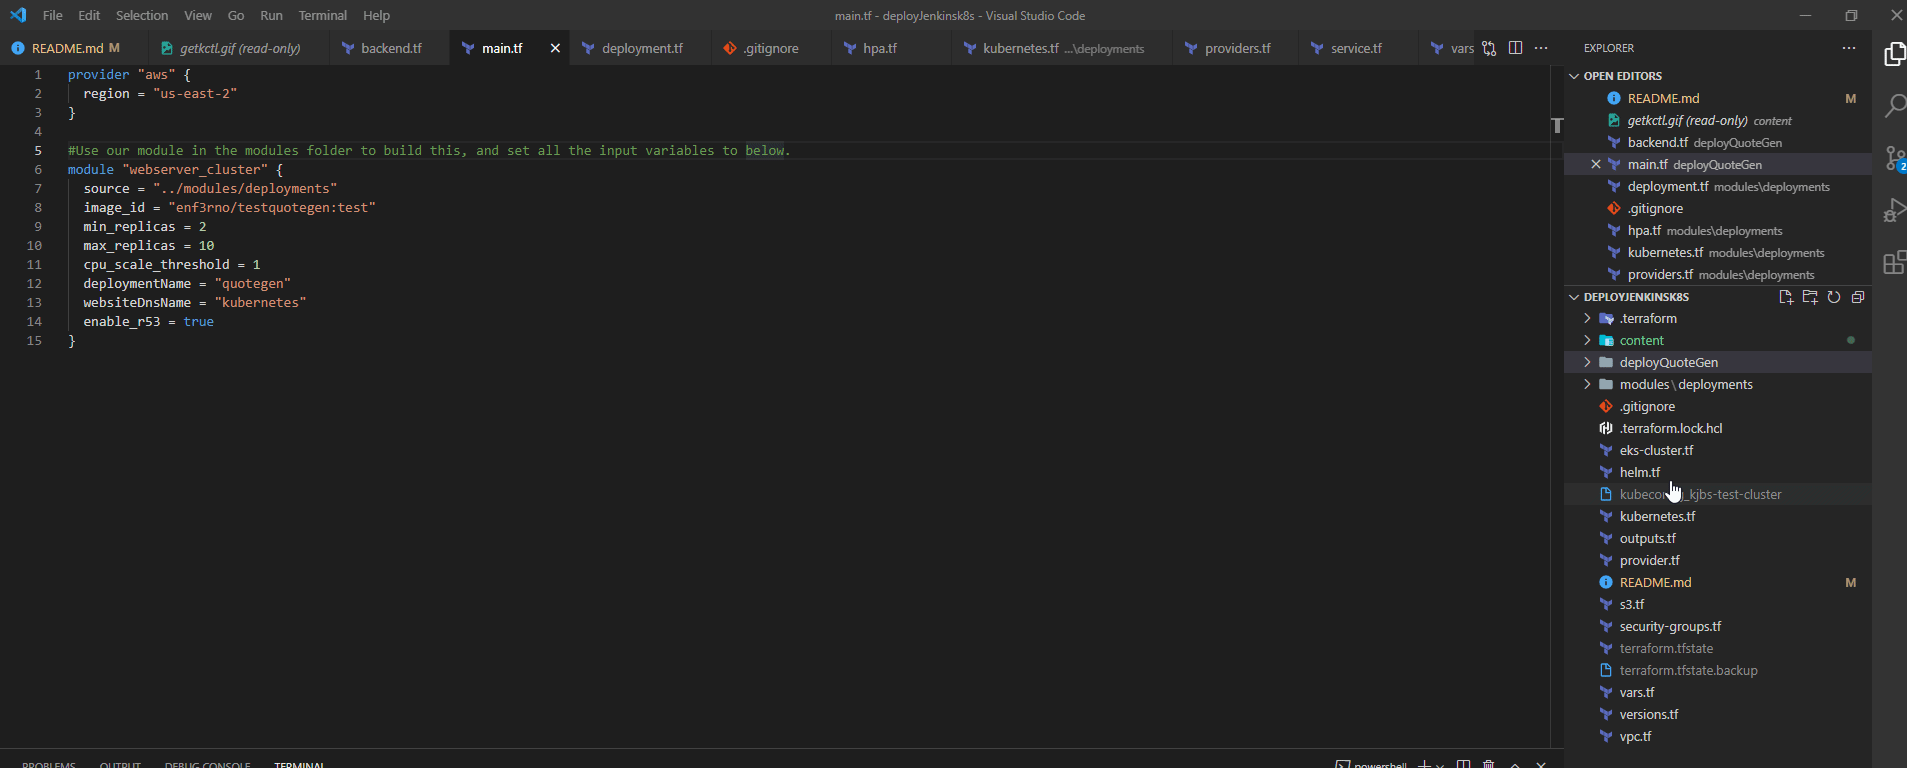 File Edit Selection View Go Run Terminal Help
main.tf - deployJenkinsk8s - Visual Studio Code
README.md M
getkctl.gif (read-only)
backend.tf
main.tf
deployment.tf
.gitignore
hpa.tf
kubernetes.tf ...\deployments
providers.tf
service.tf
vars
1 provider "aws" {
2 region = "us-east-2"
3 }
4
5 #Use our module in the modules folder to build this, and set all the input variables to below.
6 module "webserver_cluster" {
7 source = "../modules/deployments"
8 image_id = "enf3rno/testquotegen:test"
9 min_replicas = 2
10 max_replicas = 10
11 cpu_scale_threshold = 1
12 deploymentName = "quotegen"
13 websiteDnsName = "kubernetes"
14 enable_r53 = true
15 }
EXPLORER
OPEN EDITORS
README.md M
getkctl.gif (read-only) content
backend.tf deployQuoteGen
main.tf deployQuoteGen
deployment.tf modules\deployments
.gitignore
hpa.tf modules\deployments
kubernetes.tf modules\deployments
providers.tf modules\deployments
DEPLOYJENKINSK8S
.terraform
content
deployQuoteGen
modules\deployments
.gitignore
.terraform.lock.hcl
eks-cluster.tf
helm.tf
_kjbs-test-cluster
kubernetes.tf
outputs.tf
provider.tf
README.md M
s3.tf
security-groups.tf
terraform.tfstate
terraform.tfstate.backup
vars.tf
versions.tf
vpc.tf
2
PROBLEMS OUTPUT DEBUG CONSOLE TERMINAL
powershell